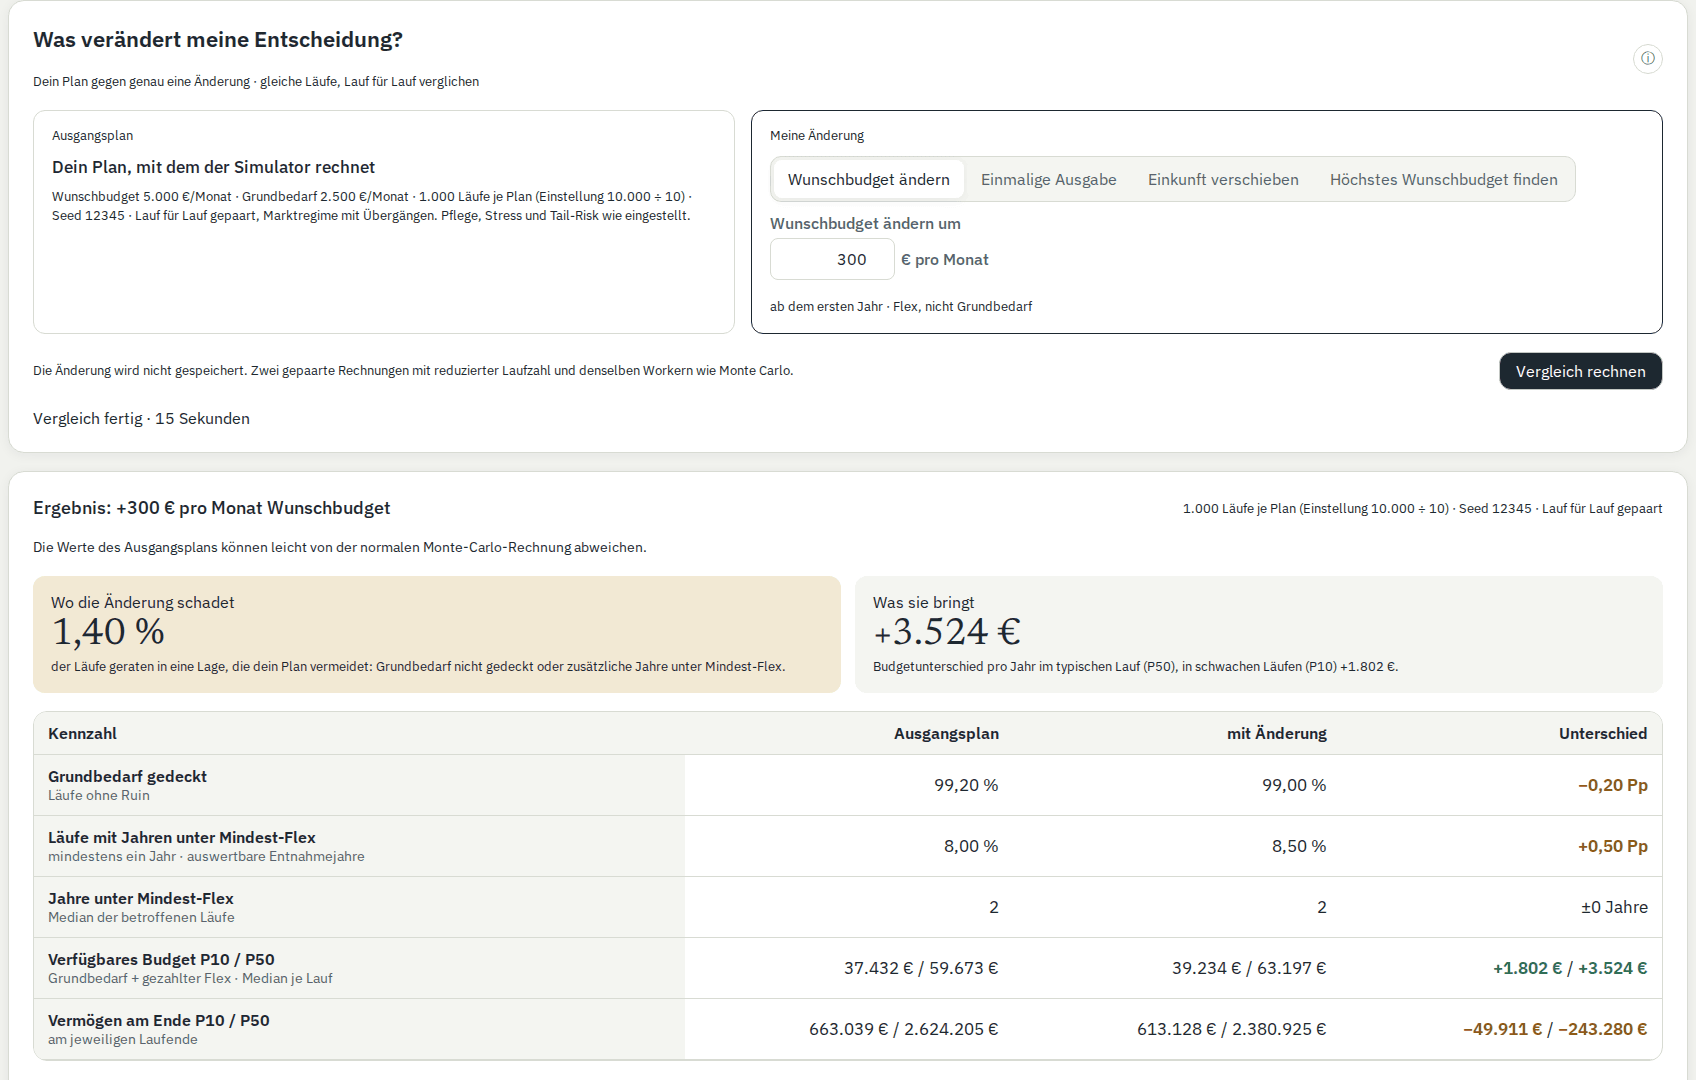 Was verändert meine Entscheidung?
ⓘ
Dein Plan gegen genau eine Änderung · gleiche Läufe, Lauf für Lauf verglichen
Ausgangsplan
Dein Plan, mit dem der Simulator rechnet
Wunschbudget 5.000 €/Monat · Grundbedarf 2.500 €/Monat · 1.000 Läufe je Plan (Einstellung 10.000 ÷ 10) ·
Seed 12345 · Lauf für Lauf gepaart, Marktregime mit Übergängen. Pflege, Stress und Tail-Risk wie eingestellt.
Meine Änderung
Wunschbudget ändern Einmalige Ausgabe Einkunft verschieben Höchstes Wunschbudget finden
Wunschbudget ändern um
300 € pro Monat
ab dem ersten Jahr · Flex, nicht Grundbedarf
Die Änderung wird nicht gespeichert. Zwei gepaarte Rechnungen mit reduzierter Laufzahl und denselben Workern wie Monte Carlo.
Vergleich rechnen
Vergleich fertig · 15 Sekunden
Ergebnis: +300 € pro Monat Wunschbudget
1.000 Läufe je Plan (Einstellung 10.000 ÷ 10) · Seed 12345 · Lauf für Lauf gepaart
Die Werte des Ausgangsplans können leicht von der normalen Monte-Carlo-Rechnung abweichen.
Wo die Änderung schadet
1,40 %
der Läufe geraten in eine Lage, die dein Plan vermeidet: Grundbedarf nicht gedeckt oder zusätzliche Jahre unter Mindest-Flex.
Was sie bringt
+3.524 €
Budgetunterschied pro Jahr im typischen Lauf (P50), in schwachen Läufen (P10) +1.802 €.
Kennzahl Ausgangsplan mit Änderung Unterschied
Grundbedarf gedeckt
Läufe ohne Ruin
99,20 % 99,00 % −0,20 Pp
Läufe mit Jahren unter Mindest-Flex
mindestens ein Jahr · auswertbare Entnahmejahre
8,00 % 8,50 % +0,50 Pp
Jahre unter Mindest-Flex
Median der betroffenen Läufe
2 2 ±0 Jahre
Verfügbares Budget P10 / P50
Grundbedarf + gezahlter Flex · Median je Lauf
37.432 € / 59.673 € 39.234 € / 63.197 € +1.802 € / +3.524 €
Vermögen am Ende P10 / P50
am jeweiligen Laufende
663.039 € / 2.624.205 € 613.128 € / 2.380.925 € −49.911 € / −243.280 €